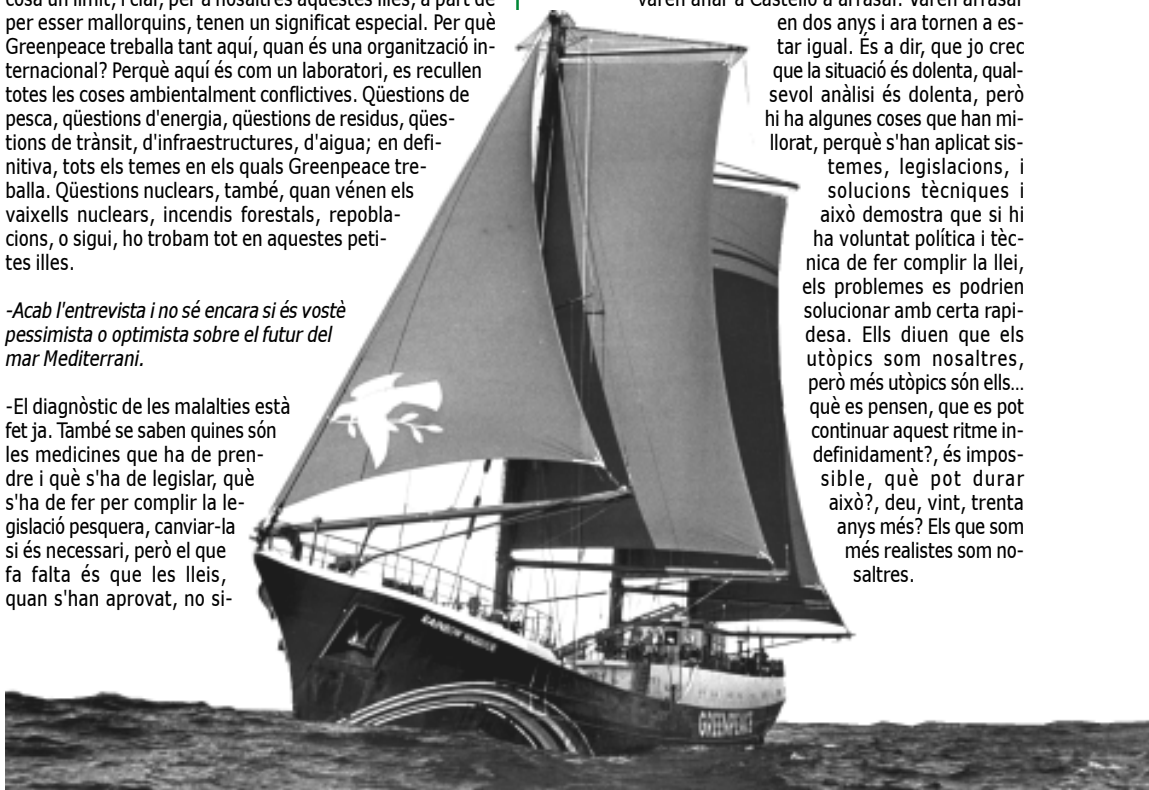 cosa un límit, i clar, per a nosaltres aquestes illes, a part de
per esser mallorquins, tenen un significat especial. Per què
Greenpeace treballa tant aquí, quan és una organització in-
ternacional? Perquè aquí és com un laboratori, es recullen
totes les coses ambientalment conflictives. Qüestions de
pesca, qüestions d'energia, qüestions de residus, qües-
tions de trànsit, d'infraestructures, d'aigua; en defi-
nitiva, tots els temes en els quals Greenpeace tre-
balla. Qüestions nuclears, també, quan vénen els
vaixells nuclears, incendis forestals, repobla-
cions, o sigui, ho trobam tot en aquestes peti-
tes illes.
-Acab l'entrevista i no sé encara si és vostè
pessimista o optimista sobre el futur del
mar Mediterrani.
-El diagnòstic de les malalties està
fet ja. També se saben quines són
les medicines que ha de pren-
dre i què s'ha de legislar, què
s'ha de fer per complir la le-
gislació pesquera, canviar-la
si és necessari, però el que
fa falta és que les lleis,
quan s'han aprovat, no si-
varen anar a Castelló a arrasar. Varen arrasar
en dos anys i ara tornen a es-
tar igual. És a dir, que jo crec
que la situació és dolenta, qual-
sevol anàlisi és dolenta, però
hi ha algunes coses que han mi-
llorat, perquè s'han aplicat sis-
temes, legislacions, i
solucions tècniques i
això demostra que si hi
ha voluntat política i tèc-
nica de fer complir la llei,
els problemes es podrien
solucionar amb certa rapi-
desa. Ells diuen que els
utòpics som nosaltres,
però més utòpics són ells...
què es pensen, que es pot
continuar aquest ritme in-
definidament?, és impos-
sible, què pot durar
això?, deu, vint, trenta
anys més? Els que som
més realistes som no-
saltres.
RAINBOW WARRIOR
GREENPEACE